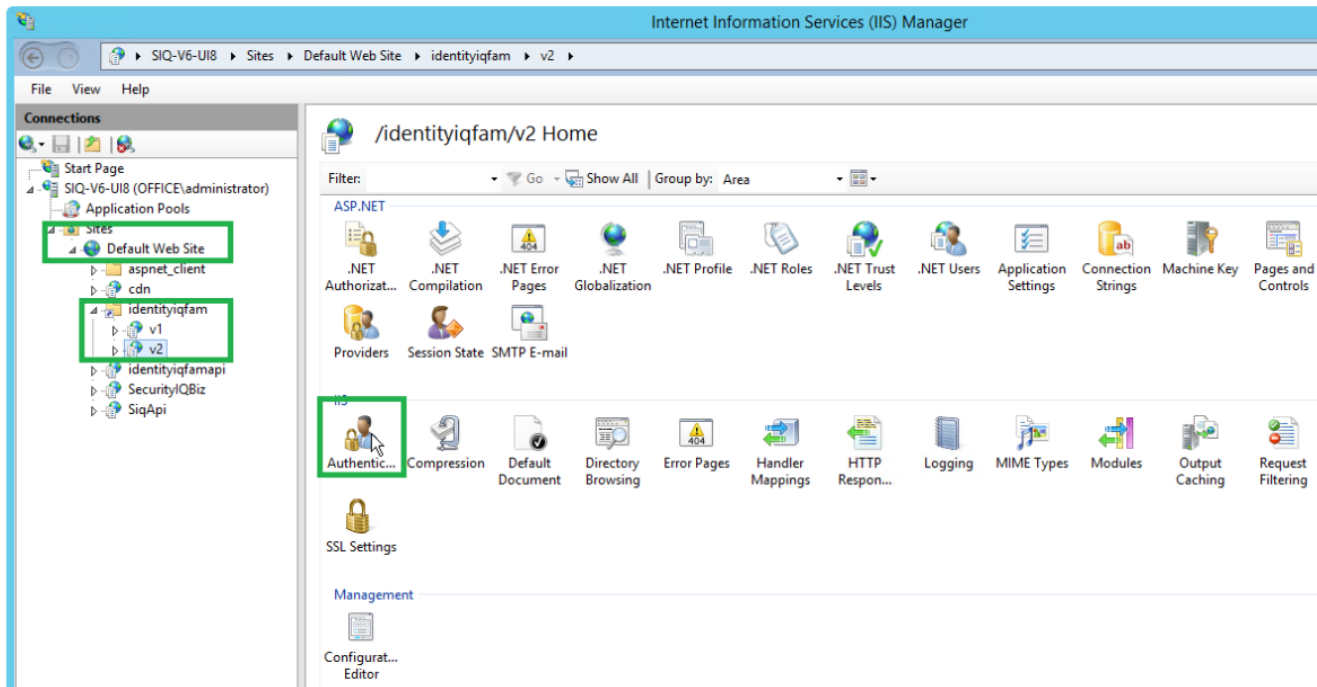 Internet Information Services (IIS) Manager
SIQ-V6-UI8 Sites Default Web Site identityiqfam v2
File View Help
Connections
Start Page
SIQ-V6-UI8 (OFFICE\administrator)
Application Pools
Sites
Default Web Site
aspnet_client
cdn
identityiqfam
v1
v2
identityiqfamapi
SecurityIQBiz
SiqApi
/identityiqfam/v2 Home
Filter: Go Show All Group by: Area
ASP.NET
.NET Authorizat...
.NET Compilation
.NET Error Pages
.NET Globalization
.NET Profile
.NET Roles
.NET Trust Levels
.NET Users
Application Settings
Connection Strings
Machine Key
Pages and Controls
Providers
Session State
SMTP E-mail
IIS
Authentic...
Compression
Default Document
Directory Browsing
Error Pages
Handler Mappings
HTTP Respon...
Logging
MIME Types
Modules
Output Caching
Request Filtering
SSL Settings
Management
Configurat... Editor